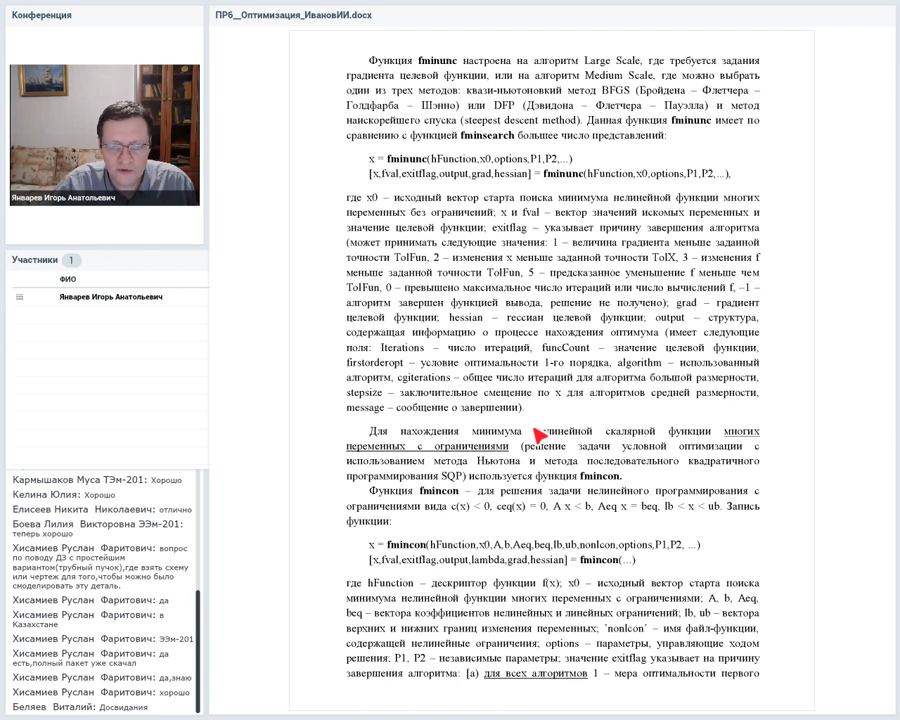 Конференция
ПР6__Оптимизация_ИвановИИ.docx
Январев Игорь Анатольевич
Участники 1
ФИО
Январев Игорь Анатольевич
Кармышаков Муса ТЭм-201: Хорошо
Келина Юлия: Хорошо
Елисеев Никита Николаевич: отлично
Боева Лилия Викторовна ЭЭм-201:
теперь хорошо
Хисамиев Руслан Фаритович: вопрос
по поводу ДЗ с простейшим
вариантом(трубный пучок),где взять схему
или чертеж для того,чтобы можно было
смоделировать эту деталь.
Хисамиев Руслан Фаритович: да
Хисамиев Руслан Фаритович: в
Казахстане
Хисамиев Руслан Фаритович: ЭЭм-201
Хисамиев Руслан Фаритович: да
есть,полный пакет уже скачал
Хисамиев Руслан Фаритович: да,знаю
Хисамиев Руслан Фаритович: хорошо
Беляев Виталий: Досвидания
Функция fminunc настроена на алгоритм Large Scale, где требуется задания
градиента целевой функции, или на алгоритм Medium Scale, где можно выбрать
один из трех методов: квази-ньютоновкий метод BFGS (Бройдена – Флетчера –
Голдфарба – Шэнно) или DFP (Дэвидона – Флетчера – Пауэлла) и метод
наискорейшего спуска (steepest descent method). Данная функция fminunc имеет по
сравнению с функцией fminsearch большее число представлений:
x = fminunc(hFunction,x0,options,P1,P2,...)
[x,fval,exitflag,output,grad,hessian] = fminunc(hFunction,x0,options,P1,P2,...),
где x0 – исходный вектор старта поиска минимума нелинейной функции многих
переменных без ограничений; x и fval – вектор значений искомых переменных и
значение целевой функции; exitflag – указывает причину завершения алгоритма
(может принимать следующие значения: 1 – величина градиента меньше заданной
точности TolFun, 2 – изменения x меньше заданной точности TolX, 3 – изменения f
меньше заданной точности TolFun, 5 – предсказанное уменьшение f меньше чем
TolFun, 0 – превышено максимальное число итераций или число вычислений f, –1 –
алгоритм завершен функцией вывода, решение не получено); grad – градиент
целевой функции; hessian – гессиан целевой функции; output – структура,
содержащая информацию о процессе нахождения оптимума (имеет следующие
поля: Iterations – число итераций, funcCount – значение целевой функции,
firstorderopt – условие оптимальности 1-го порядка, algorithm – использованный
алгоритм, cgiterations – общее число итераций для алгоритма большой размерности,
stepsize – заключительное смещение по x для алгоритмов средней размерности,
message – сообщение о завершении).
Для нахождения минимума нелинейной скалярной функции многих
переменных с ограничениями (решение задачи условной оптимизации с
использованием метода Ньютона и метода последовательного квадратичного
программирования SQP) используется функция fmincon.
Функция fmincon – для решения задачи нелинейного программирования с
ограничениями вида c(x) < 0, ceq(x) = 0, A x < b, Aeq x = beq, lb < x < ub. Запись
функции:
x = fmincon(hFunction,x0,A,b,Aeq,beq,lb,ub,nonlcon,options,P1,P2, ...)
[x,fval,exitflag,output,lambda,grad,hessian] = fmincon(...)
где hFunction – дескриптор функции f(x); x0 – исходный вектор старта поиска
минимума нелинейной функции многих переменных с ограничениями; A, b, Aeq,
beq – вектора коэффициентов нелинейных и линейных ограничений; lb, ub – вектора
верхних и нижних границ изменения переменных; 'nonlcon' – имя файл-функции,
содержащей нелинейные ограничения; options – параметры, управляющие ходом
решения; P1, P2 – независимые параметры; значение exitflag указывает на причину
завершения алгоритма: [а) для всех алгоритмов 1 – мера оптимальности первого